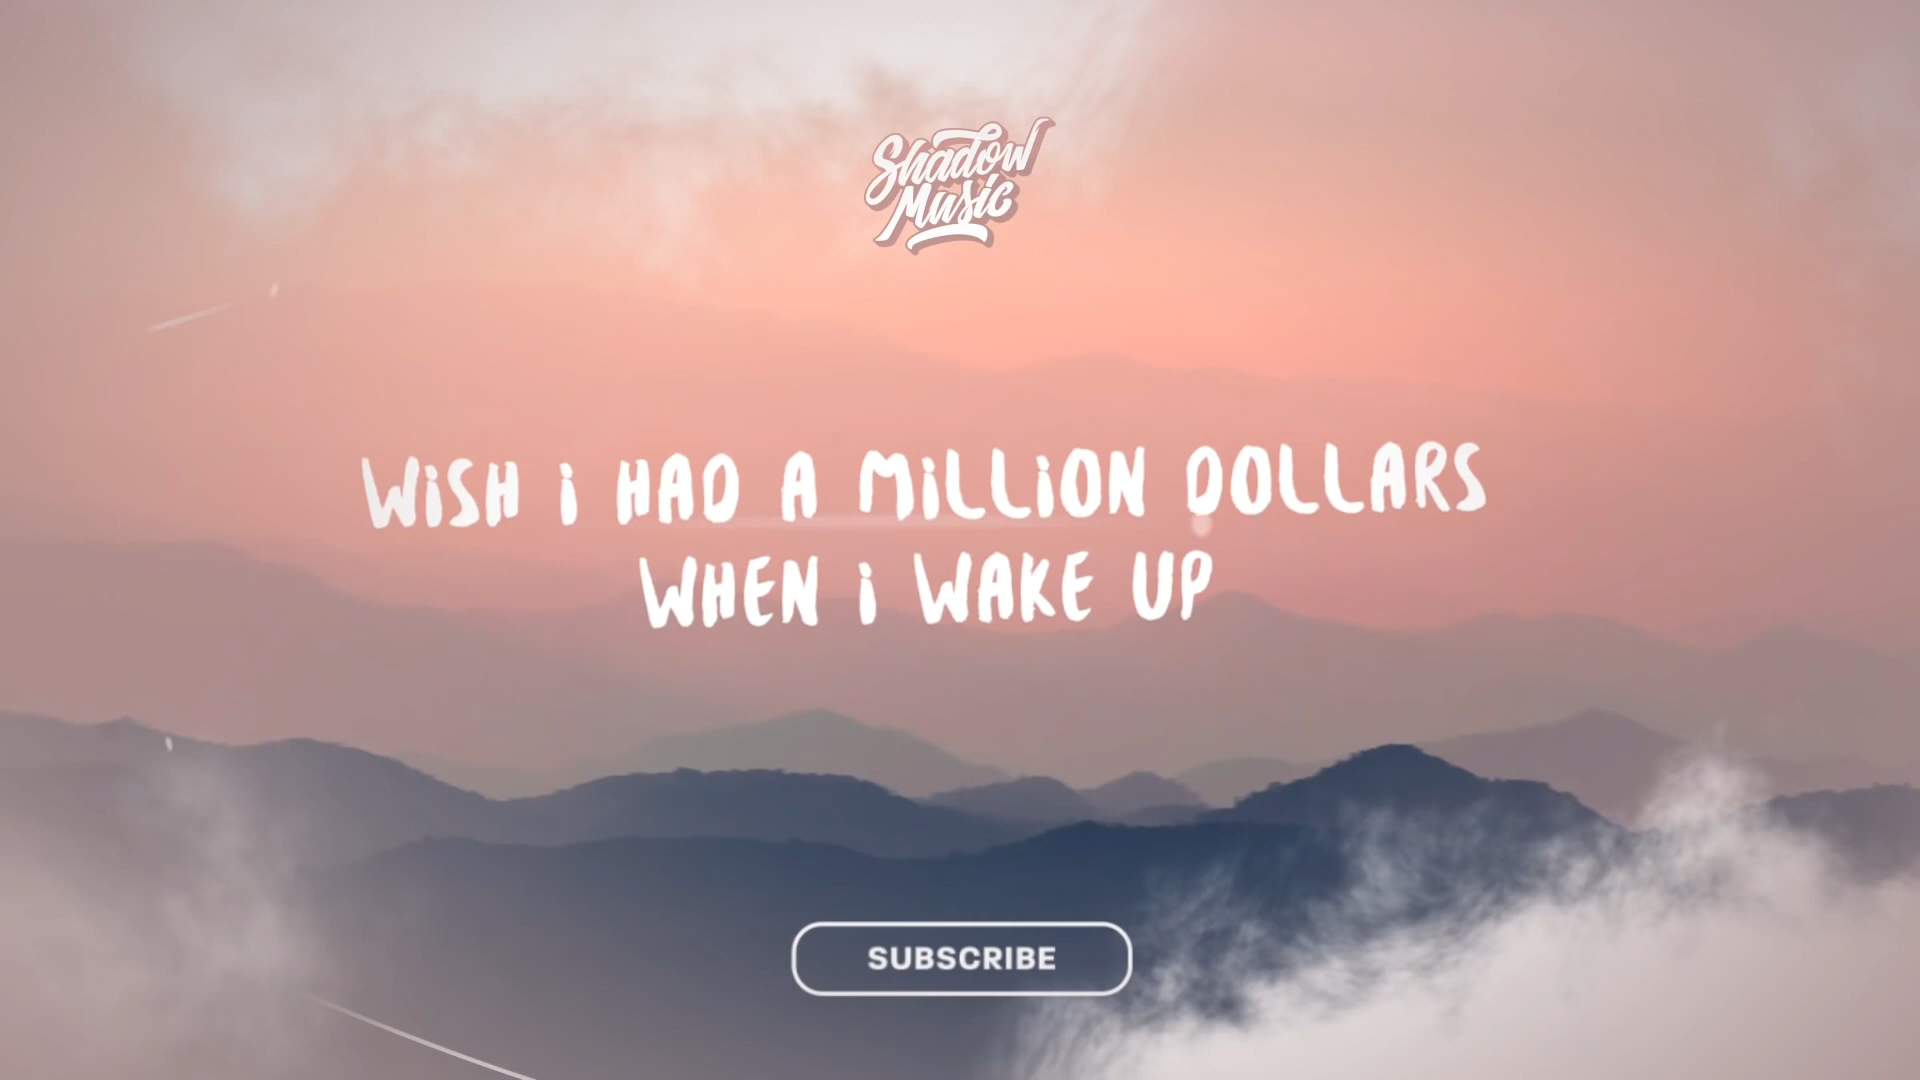 Shadow
Music
WiSH i HAD A MiLLiON DOLLARS
WHEN i WAKE UP
SUBSCRIBE